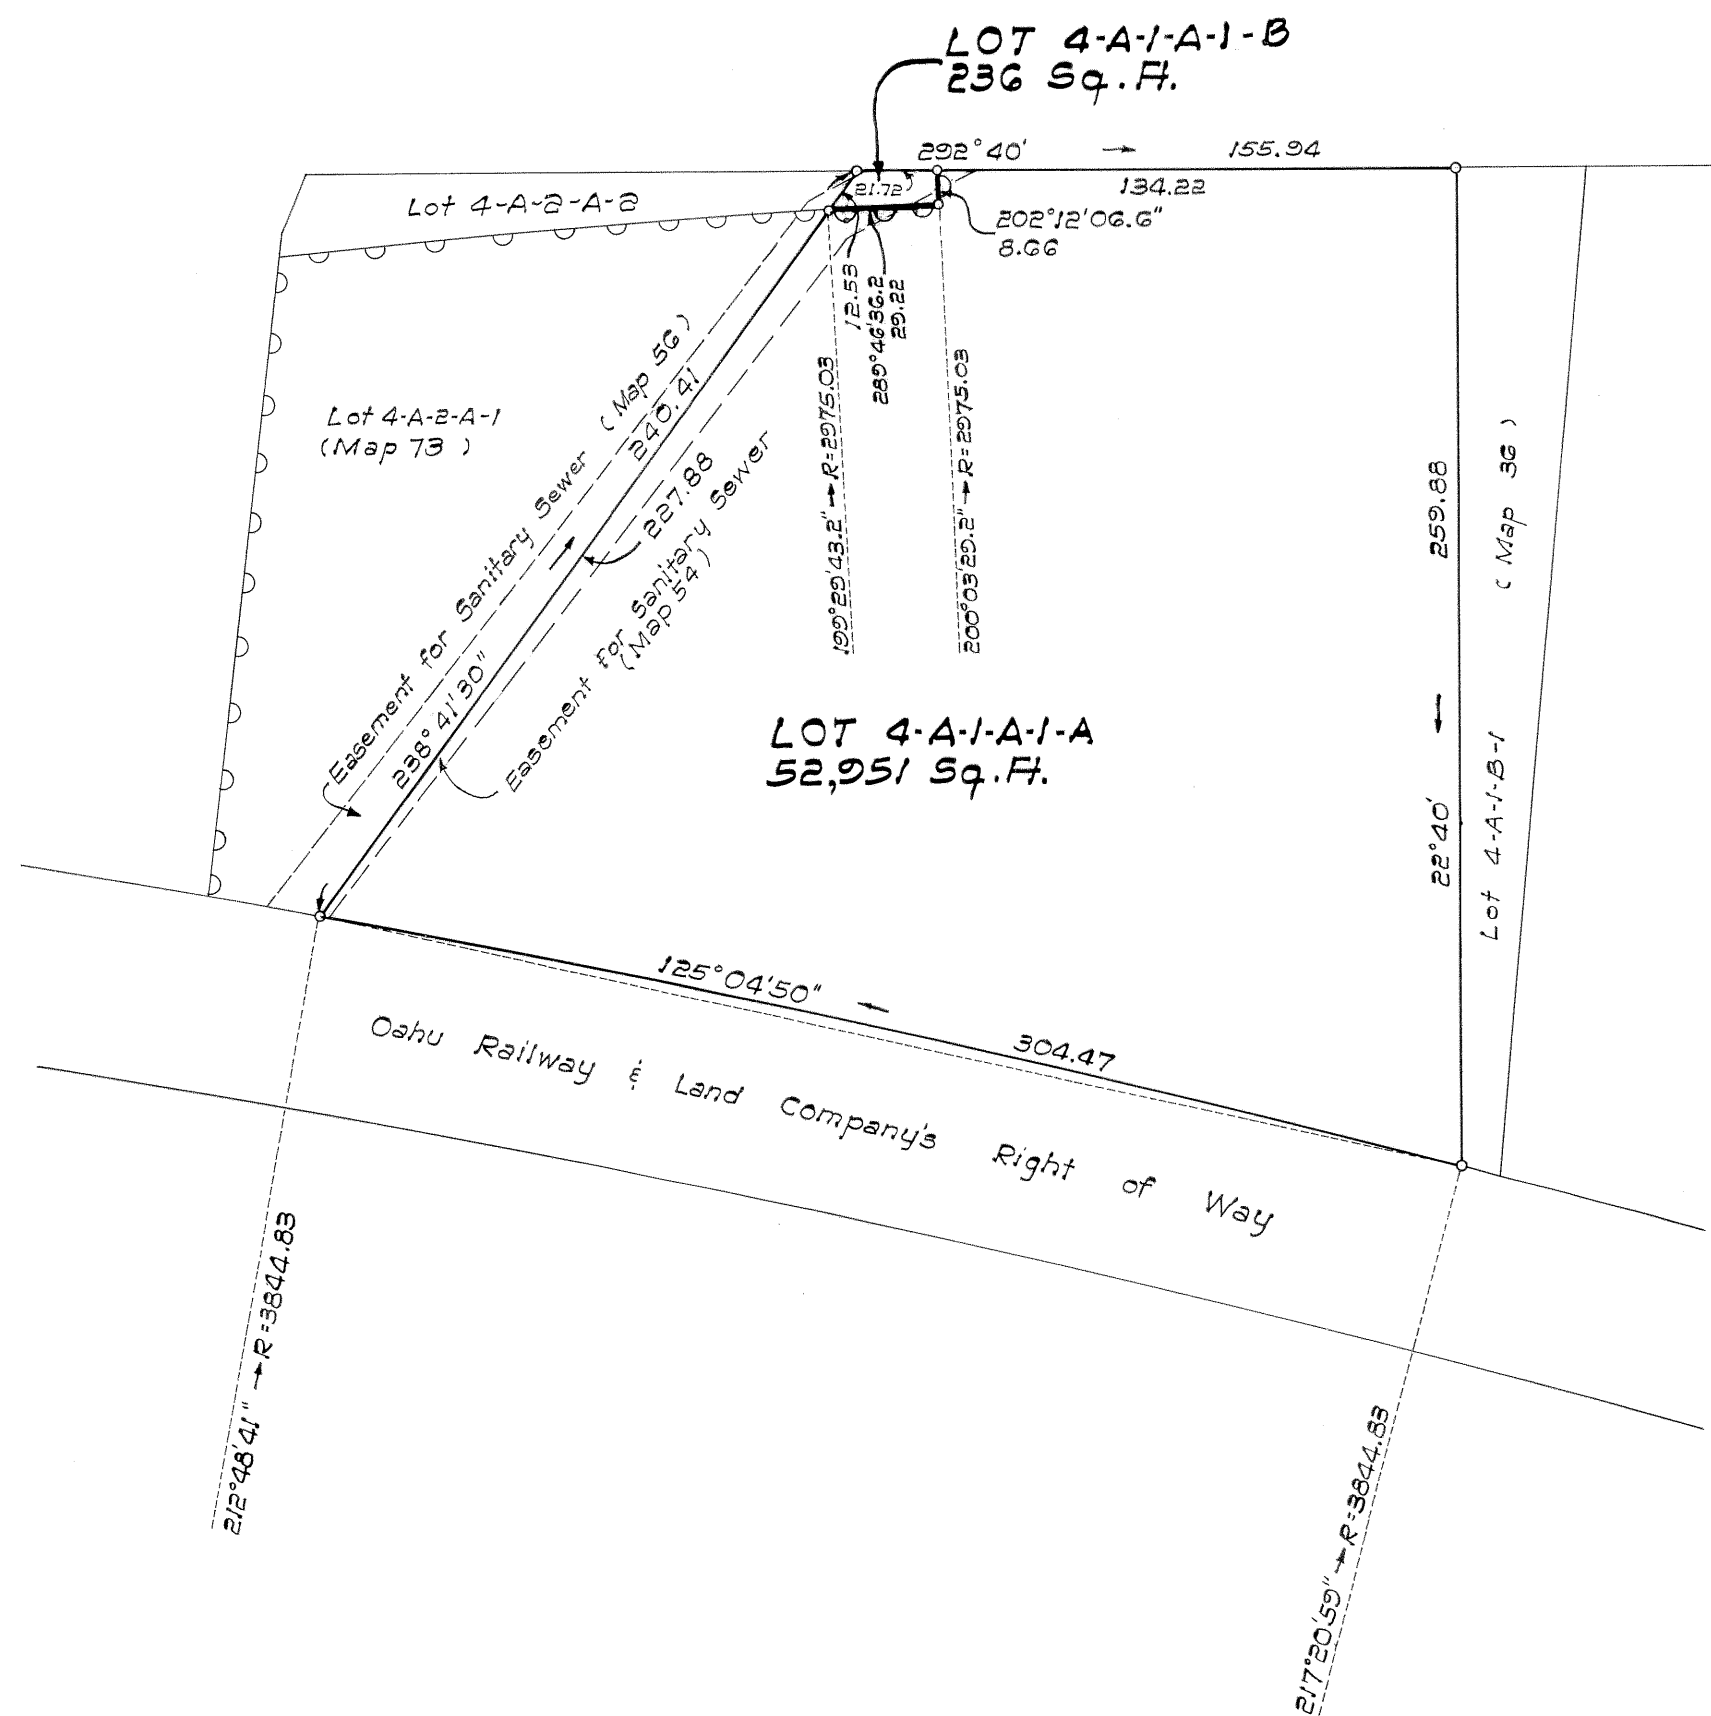 LOT 4-A-1-A-1-B
236 Sq. Ft.
292°40' → 155.94
21.72
134.22
Lot 4-A-2-A-2
202°12'06.6"
8.66
12.53
289°46'36.2
29.22
199°29'43.2" → R=2975.03
200°03'29.2" → R=2975.03
Lot 4-A-2-A-1
(Map 73)
Easement for Sanitary Sewer (Map 56)
240.41
227.88
238°41'30"
Easement for Sanitary Sewer
(Map 54)
259.88
22°40'
Lot 4-A-1-B-1 (Map 36)
LOT 4-A-1-A-1-A
52,951 Sq. Ft.
125°04'50"
304.47
Oahu Railway & Land Company's Right of Way
212°48'41" → R=3844.83
217°20'59" → R=3844.83